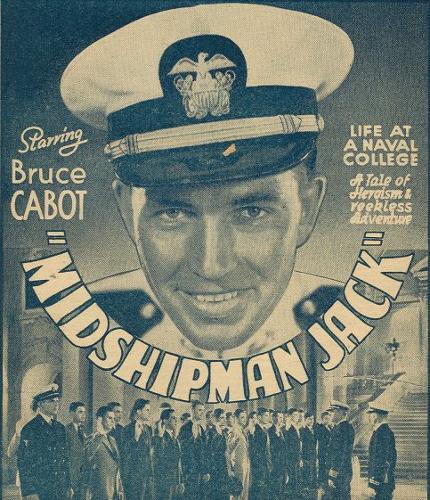 Starring
Bruce
CABOT
LIFE AT
A NAVAL
COLLEGE
A Tale of
Heroism &
reckless
Adventure
"MIDSHIPMAN JACK"